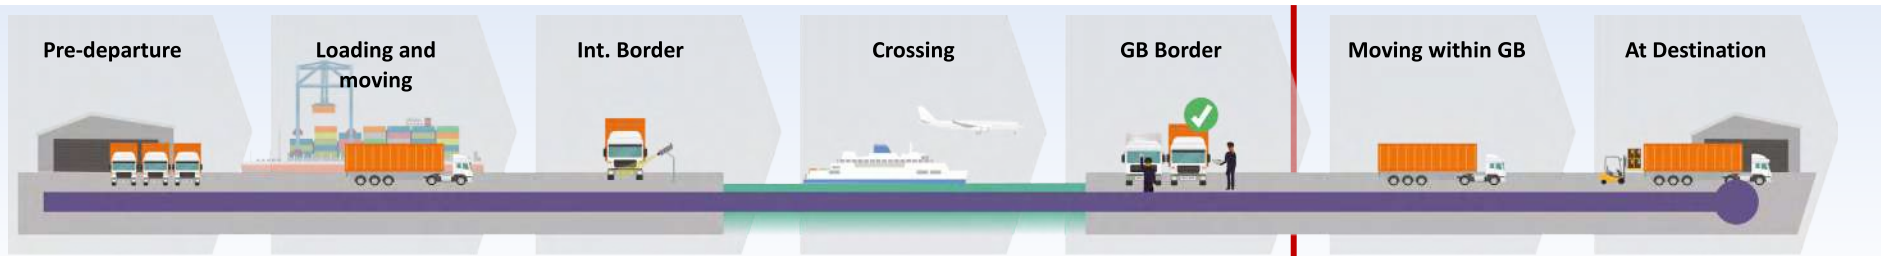 Pre-departure
Loading and
moving
Int. Border
Crossing
GB Border
Moving within GB
At Destination